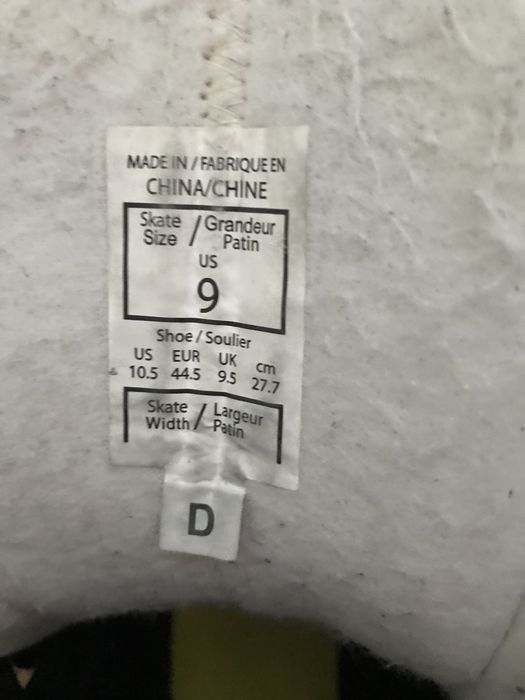 MADE IN / FABRIQUE EN
CHINA/CHINE
Skate / Grandeur
Size Patin
US
9
Shoe / Soulier
US EUR UK cm
10.5 44.5 9.5 27.7
Skate / Largeur
Width Patin
D